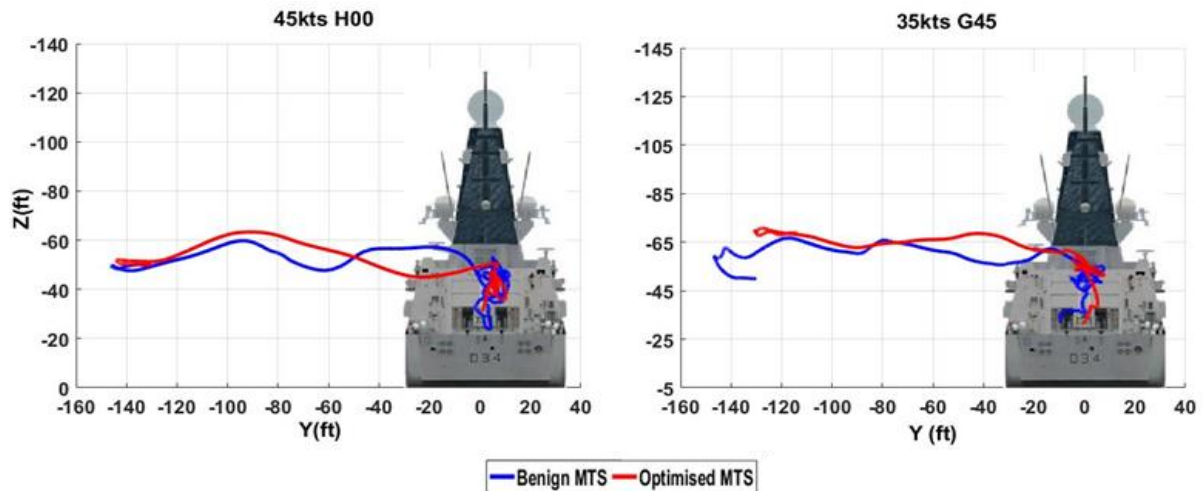 45kts H00
35kts G45
-140
-120
-100
-80
-60
-40
-20
0
Z(ft)
-160 -140 -120 -100 -80 -60 -40 -20 0 20 40
Y(ft)
D34
-145
-125
-105
-85
-65
-45
-25
-5
-160 -140 -120 -100 -80 -60 -40 -20 0 20 40
Y (ft)
D34
Benign MTS Optimised MTS